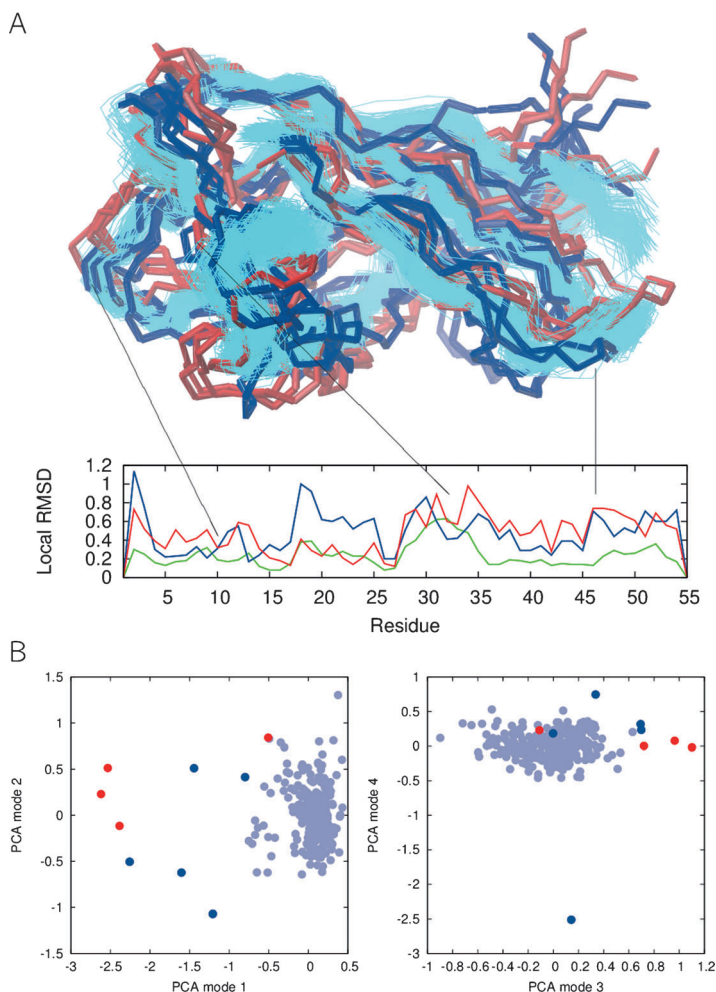 A
Local RMSD
1.2
1
0.8
0.6
0.4
0.2
0
5 10 15 20 25 30 35 40 45 50 55
Residue
B
PCA mode 2
1.5
1
0.5
0
-0.5
-1
-1.5
-3 -2.5 -2 -1.5 -1 -0.5 0 0.5
PCA mode 1
PCA mode 4
1
0.5
0
-0.5
-1
-1.5
-2
-2.5
-3
-1 -0.8 -0.6 -0.4 -0.2 0 0.2 0.4 0.6 0.8 1 1.2
PCA mode 3